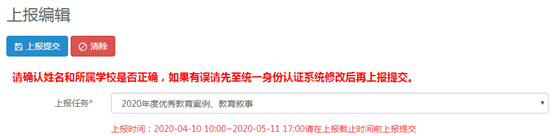 上报编辑
上报提交 清除
请确认姓名和所属学校是否正确，如果有误请先至统一身份认证系统修改后再上报提交。
上报任务* 2020年度优秀教育案例、教育叙事
上报时间：2020-04-10 10:00~2020-05-11 17:00请在上报截止时间前上报提交